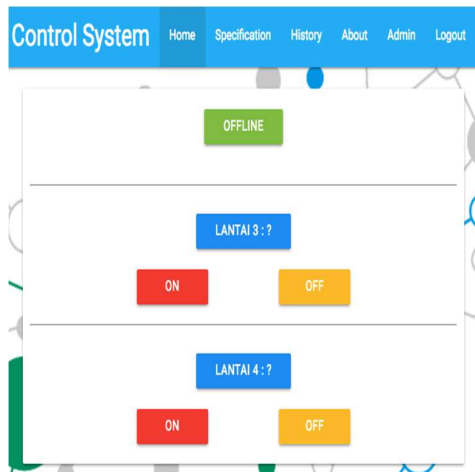 Control System Home Specification History About Admin Logout
OFFLINE
LANTAI 3 : ?
ON OFF
LANTAI 4 : ?
ON OFF